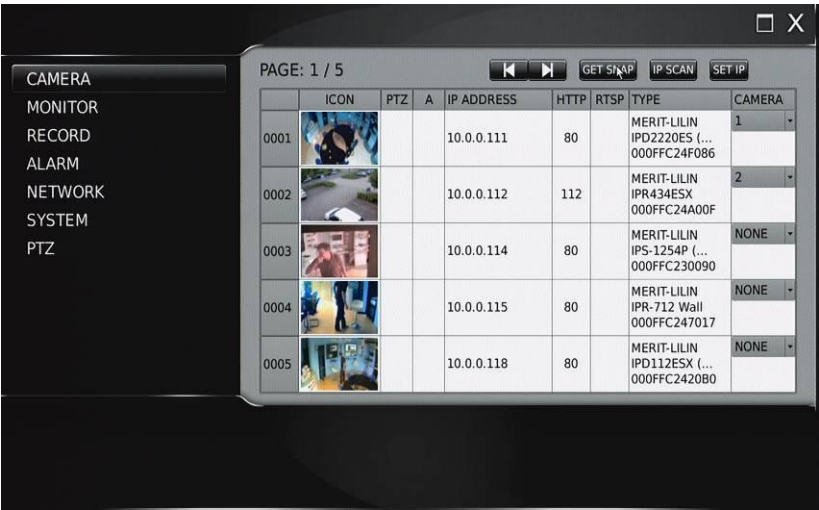 X
PAGE: 1 / 5
GET SNAP IP SCAN SET IP
CAMERA
MONITOR
RECORD
ALARM
NETWORK
SYSTEM
PTZ
ICON PTZ A IP ADDRESS HTTP RTSP TYPE CAMERA
0001 10.0.0.111 80 MERIT-LILIN IPD2220ES (... 000FFC24F086 1
0002 10.0.0.112 112 MERIT-LILIN IPR434ESX 000FFC24A00F 2
0003 10.0.0.114 80 MERIT-LILIN IPS-1254P (... 000FFC230090 NONE
0004 10.0.0.115 80 MERIT-LILIN IPR-712 Wall 000FFC247017 NONE
0005 10.0.0.118 80 MERIT-LILIN IPD112ESX (... 000FFC2420B0 NONE